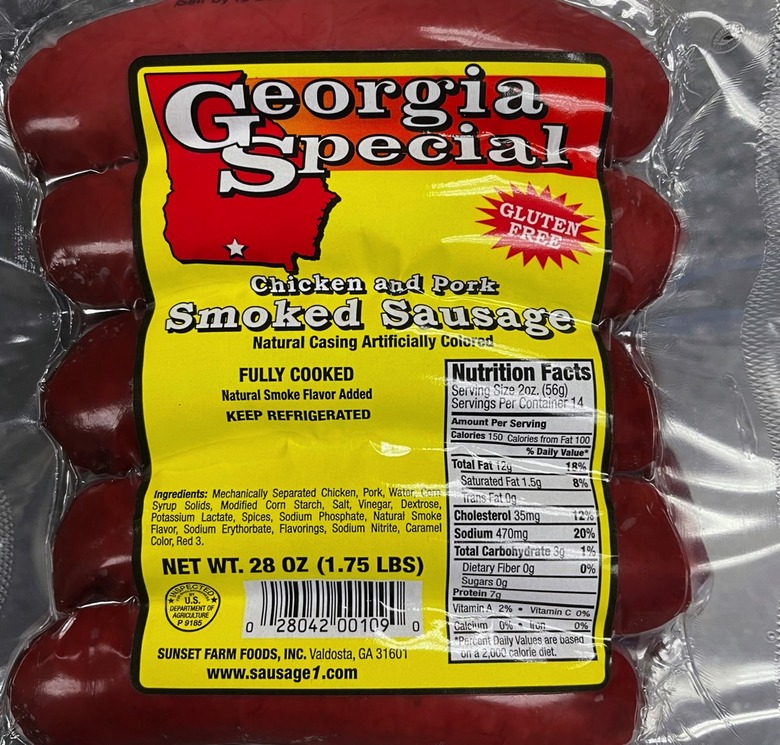 Georgia
Special
GLUTEN
FREE
Chicken and Pork
Smoked Sausage
Natural Casing Artificially Colored
FULLY COOKED
Natural Smoke Flavor Added
KEEP REFRIGERATED
Ingredients: Mechanically Separated Chicken, Pork, Water, Corn
Syrup Solids, Modified Corn Starch, Salt, Vinegar, Dextrose,
Potassium Lactate, Spices, Sodium Phosphate, Natural Smoke
Flavor, Sodium Erythorbate, Flavorings, Sodium Nitrite, Caramel
Color, Red 3.
NET WT. 28 OZ (1.75 LBS)
INSPECTED
BY
U.S.
DEPARTMENT OF
AGRICULTURE
P 9185
0 28042 00109 0
SUNSET FARM FOODS, INC. Valdosta, GA 31601
www.sausage1.com
Nutrition Facts
Serving Size 2oz. (56g)
Servings Per Container 14
Amount Per Serving
Calories 150 Calories from Fat 100
% Daily Value*
Total Fat 12g 18%
Saturated Fat 1.5g 8%
Trans Fat 0g
Cholesterol 35mg 12%
Sodium 470mg 20%
Total Carbohydrate 3g 1%
Dietary Fiber 0g 0%
Sugars 0g
Protein 7g
Vitamin A 2% • Vitamin C 0%
Calcium 0% • Iron 0%
*Percent Daily Values are based
on a 2,000 calorie diet.